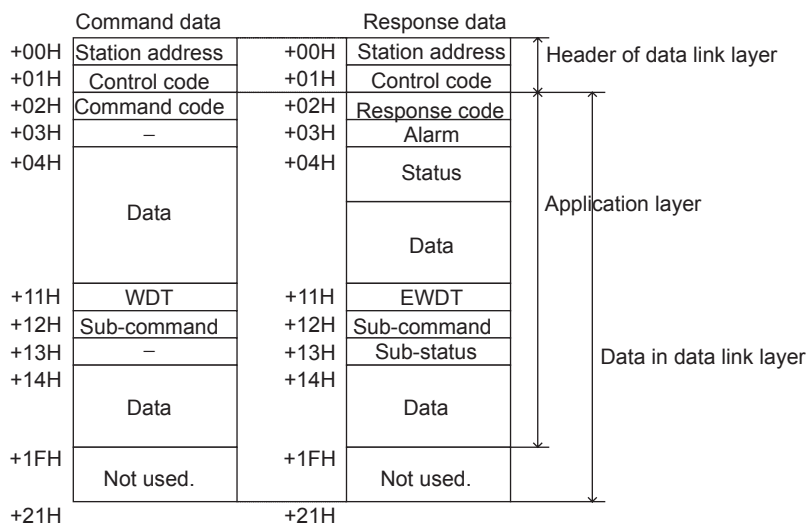 Command data Response data
+00H Station address +00H Station address Header of data link layer
+01H Control code +01H Control code
+02H Command code +02H Response code
+03H – +03H Alarm
+04H +04H Status
Data Application layer
Data
+11H WDT +11H EWDT
+12H Sub-command +12H Sub-command
+13H – +13H Sub-status
Data in data link layer
+14H +14H
Data Data
+1FH +1FH
Not used. Not used.
+21H +21H